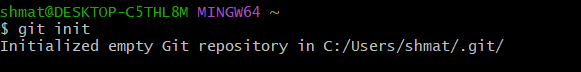 shmat@DESKTOP-C5THL8M MINGW64 ~
$ git init
Initialized empty Git repository in C:/Users/shmat/.git/